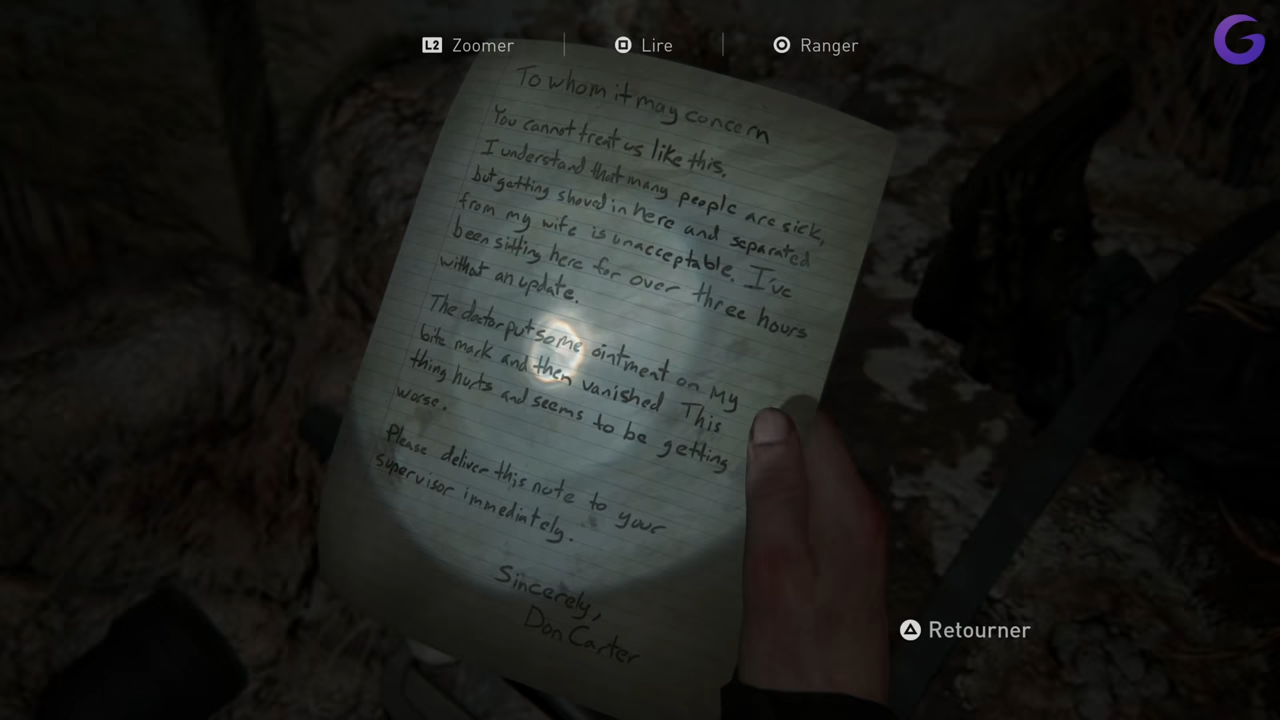 L2 Zoomer
Lire
Ranger
To whom it may concern
You cannot treat us like this.
I understand that many people are sick,
but getting shoved in here and separated
from my wife is unacceptable. I've
been sitting here for over three hours
without an update.
The doctor put some ointment on my
bite mark and then vanished This
thing hurts and seems to be getting
worse.
Please deliver this note to your
supervisor immedintely.
Sincerely,
Don Carter
Retourner